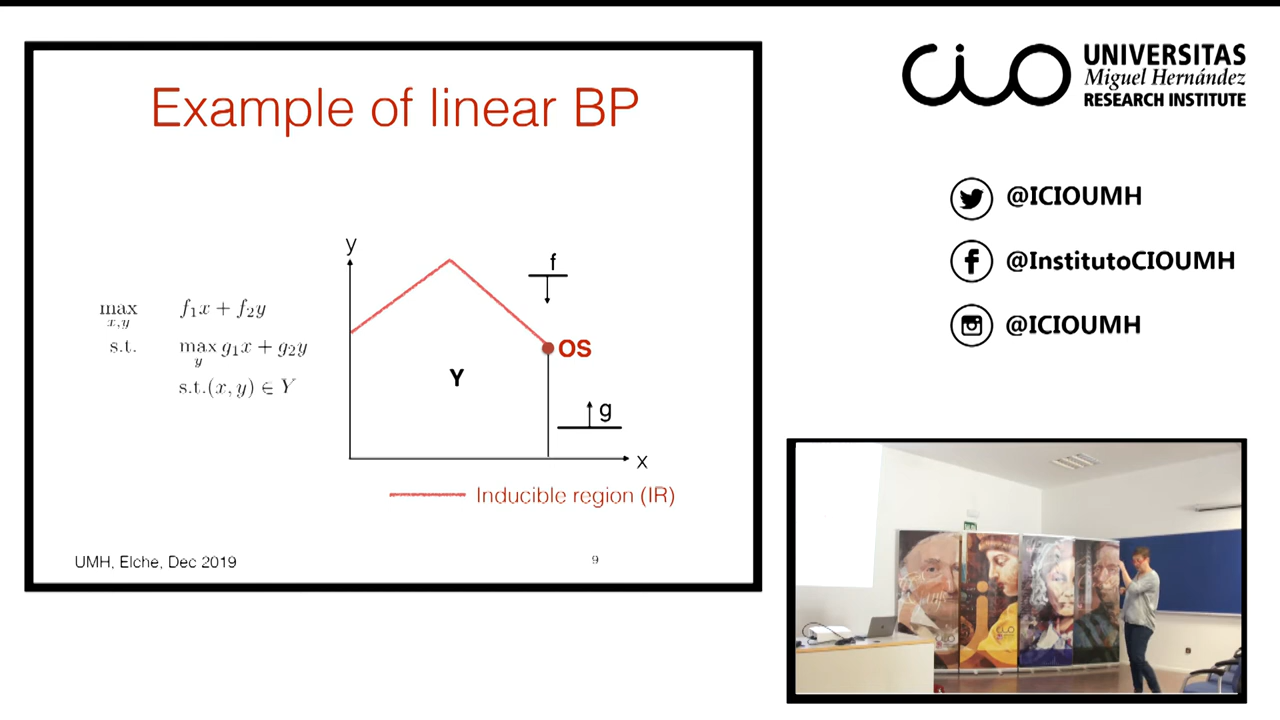 Example of linear BP
max f₁x + f₂y
x,y
s.t. max g₁x + g₂y
y
s.t.(x, y) ∈ Y
y
f
OS
Y
g
x
Inducible region (IR)
UMH, Elche, Dec 2019
9
cio UNIVERSITAS
Miguel Hernández
RESEARCH INSTITUTE
@ICIOUMH
@InstitutoCIOUMH
@ICIOUMH